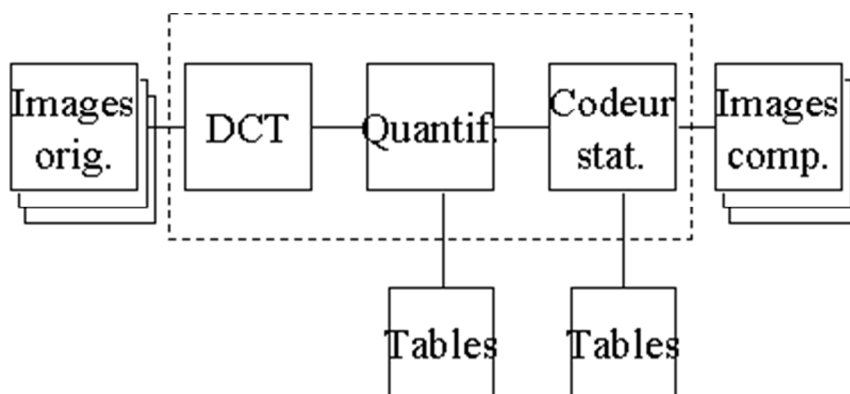 Images
orig.
DCT
Quantif.
Codeur
stat.
Images
comp.
Tables
Tables